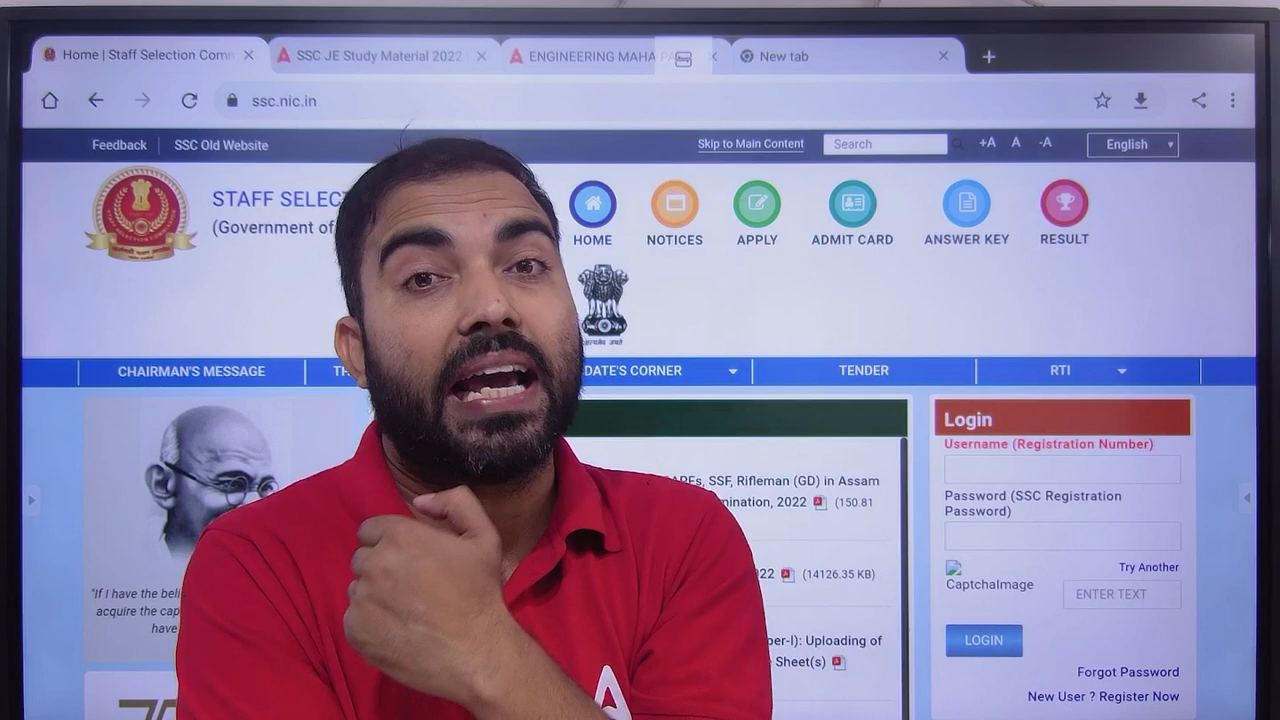 Home | Staff Selection Comm
SSC JE Study Material 2022
ENGINEERING MAHA PA
New tab
ssc.nic.in
Feedback
SSC Old Website
Skip to Main Content
Search
+A A -A
English
STAFF SELECT
(Government of
HOME
NOTICES
APPLY
ADMIT CARD
ANSWER KEY
RESULT
CHAIRMAN'S MESSAGE
TH
DATE'S CORNER
TENDER
RTI
"If I have the beli
acquire the cap
have
CAPFs, SSF, Rifleman (GD) in Assam
mination, 2022 (150.81
22 (14126.35 KB)
per-I): Uploading of
Sheet(s)
Login
Username (Registration Number)
Password (SSC Registration
Password)
CaptchaImage
Try Another
ENTER TEXT
LOGIN
Forgot Password
New User ? Register Now